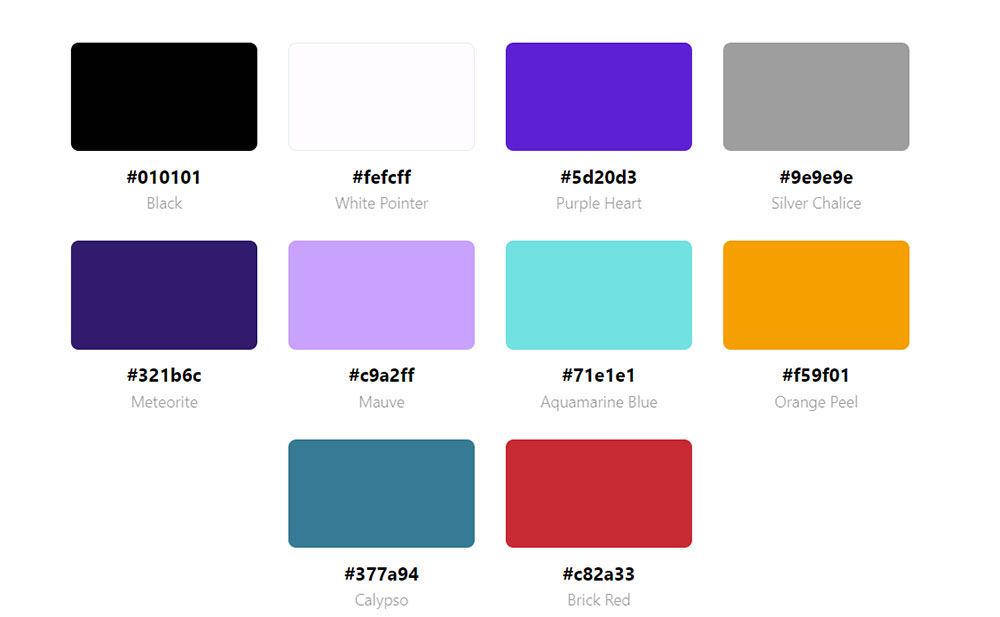 #010101
Black
#fefcff
White Pointer
#5d20d3
Purple Heart
#9e9e9e
Silver Chalice
#321b6c
Meteorite
#c9a2ff
Mauve
#71e1e1
Aquamarine Blue
#f59f01
Orange Peel
#377a94
Calypso
#c82a33
Brick Red